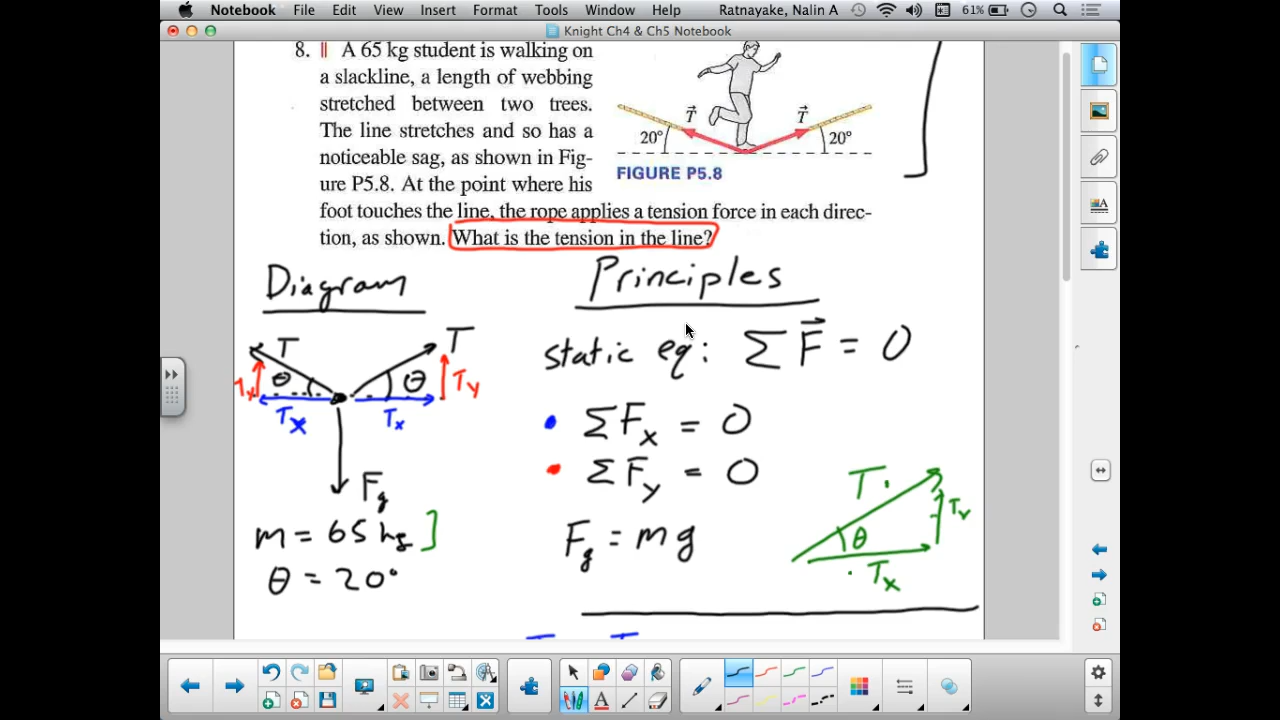 Notebook File Edit View Insert Format Tools Window Help Ratnayake, Nalin A 61%
Knight Ch4 & Ch5 Notebook
8. || A 65 kg student is walking on
a slackline, a length of webbing
stretched between two trees.
The line stretches and so has a
noticeable sag, as shown in Fig-
ure P5.8. At the point where his
foot touches the line, the rope applies a tension force in each direc-
tion, as shown. What is the tension in the line?
T T
20° 20°
FIGURE P5.8
Diagram
T T
θ θ
Tx Ty
Tx Tx
Fg
m = 65 kg
θ = 20°
Principles
static eq: ΣF = 0
ΣFx = 0
ΣFy = 0
Fg = mg
T
θ
Ty
Tx